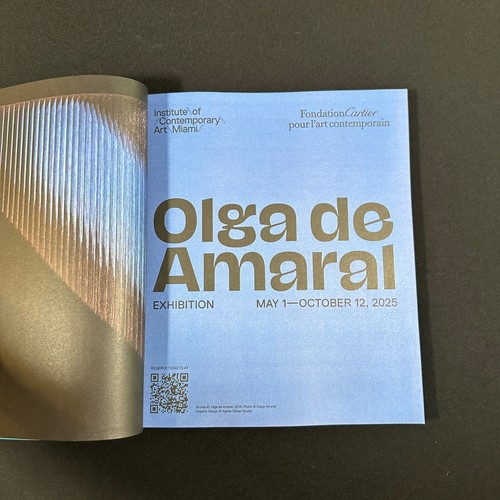 Institute\of
/Contemporary\
Art\Miami/
Fondation Cartier
pour l'art contemporain
Olga de
Amaral
EXHIBITION
MAY 1—OCTOBER 12, 2025
RESERVE TICKETS AT